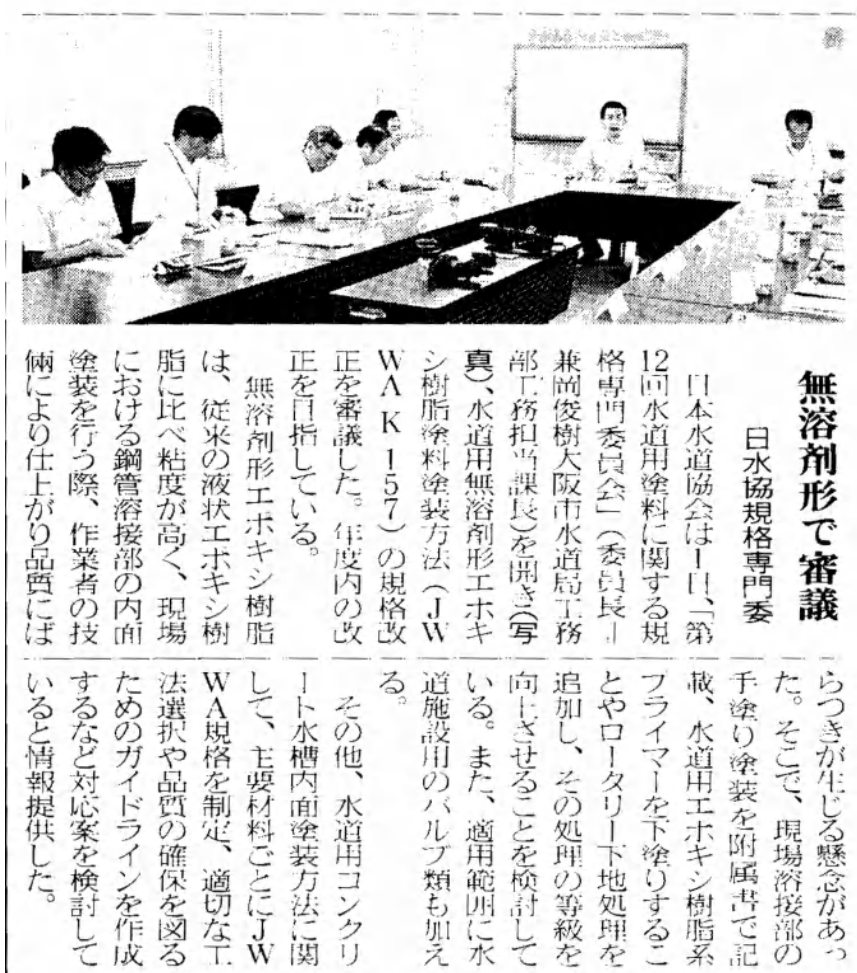 無溶剤形で審議
日水協規格専門委
日本水道協会は1日、「第
12回水道用塗料に関する規
格専門委員会」(委員長=
兼岡俊樹大阪市水道局工務
部工務担当課長)を開き(写
真)、水道用無溶剤形エポキ
シ樹脂塗料塗装方法(JW
WA K 157)の規格改
正を審議した。年度内の改
正を目指している。
無溶剤形エポキシ樹脂
は、従来の液状エポキシ樹
脂に比べ粘度が高く、現場
における鋼管溶接部の内面
塗装を行う際、作業者の技
倆により仕上がり品質にば
らつきが生じる懸念があっ
た。そこで、現場溶接部の
手塗り塗装を附属書で記
載、水道用エポキシ樹脂系
プライマーを下塗りするこ
とやロータリー下地処理を
追加し、その処理の等級を
向上させることを検討して
いる。また、適用範囲に水
道施設用のバルブ類も加え
る。
その他、水道用コンクリ
ート水槽内面塗装方法に関
して、主要材料ごとにJW
WA規格を制定、適切な工
法選択や品質の確保を図る
ためのガイドラインを作成
するなど対応案を検討して
いると情報提供した。